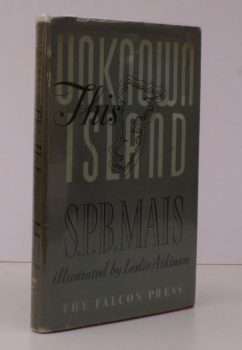 This
UNKNOWN
ISLAND
S.P.B. MAIS
illustrated by Leslie Atkinson
THE FALCON PRESS